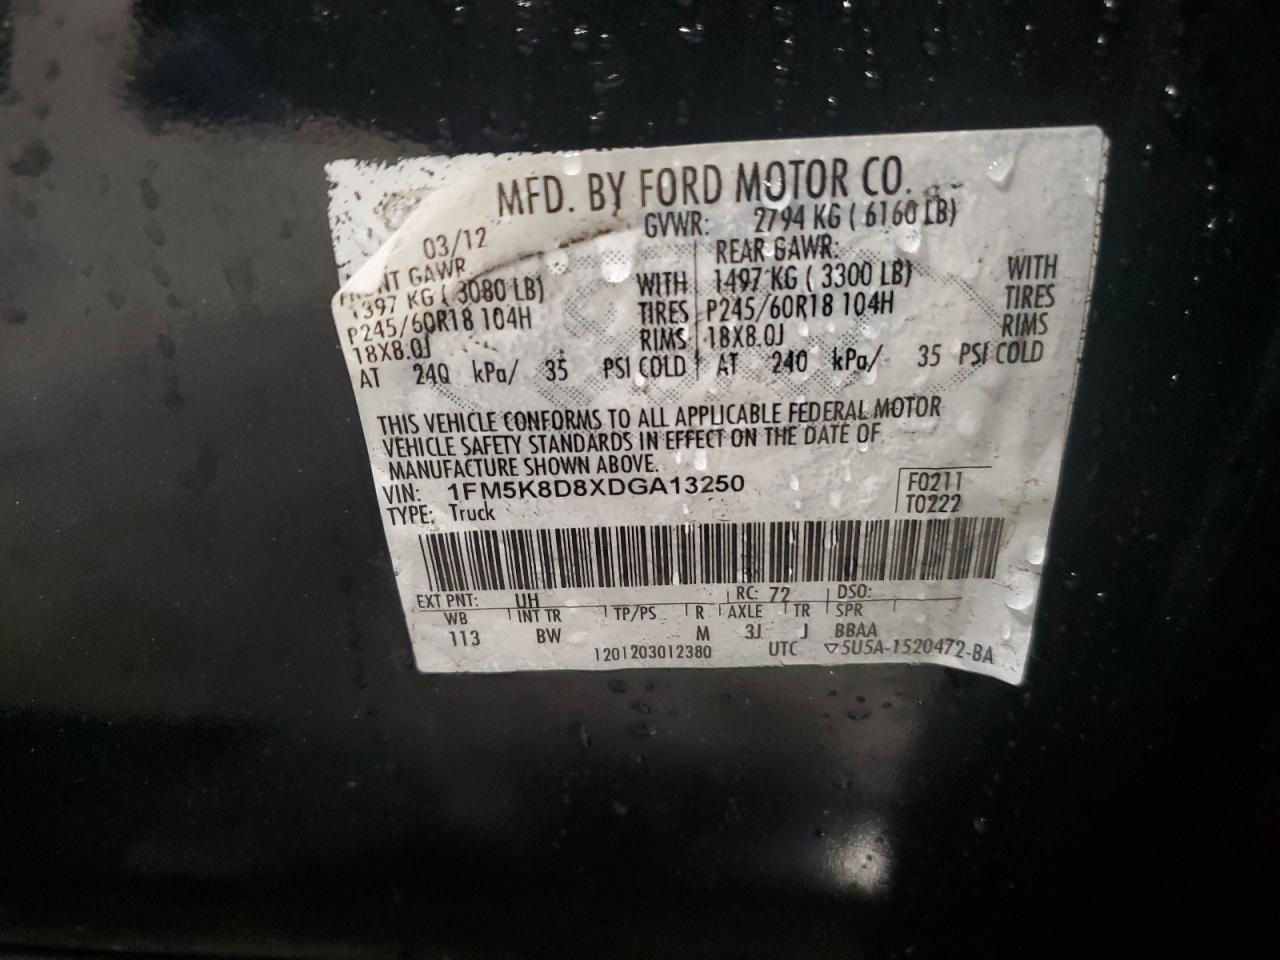 MFD. BY FORD MOTOR CO.
03/12 GVWR: 2794 KG ( 6160 LB)
FRONT GAWR REAR GAWR:
1397 KG ( 3080 LB) WITH 1497 KG ( 3300 LB) WITH
P245/60R18 104H TIRES P245/60R18 104H TIRES
18X8.0J RIMS 18X8.0J RIMS
AT 240 kPa/ 35 PSI COLD AT 240 kPa/ 35 PSI COLD
THIS VEHICLE CONFORMS TO ALL APPLICABLE FEDERAL MOTOR
VEHICLE SAFETY STANDARDS IN EFFECT ON THE DATE OF
MANUFACTURE SHOWN ABOVE.
VIN: 1FM5K8D8XDGA13250 F0211
TYPE: Truck T0222
EXT PNT: UH RC: 72 DSO:
WB INT TR TP/PS R AXLE TR SPR
113 BW M 3J J BBAA
1201203012380 UTC ▽5U5A-1520472-BA